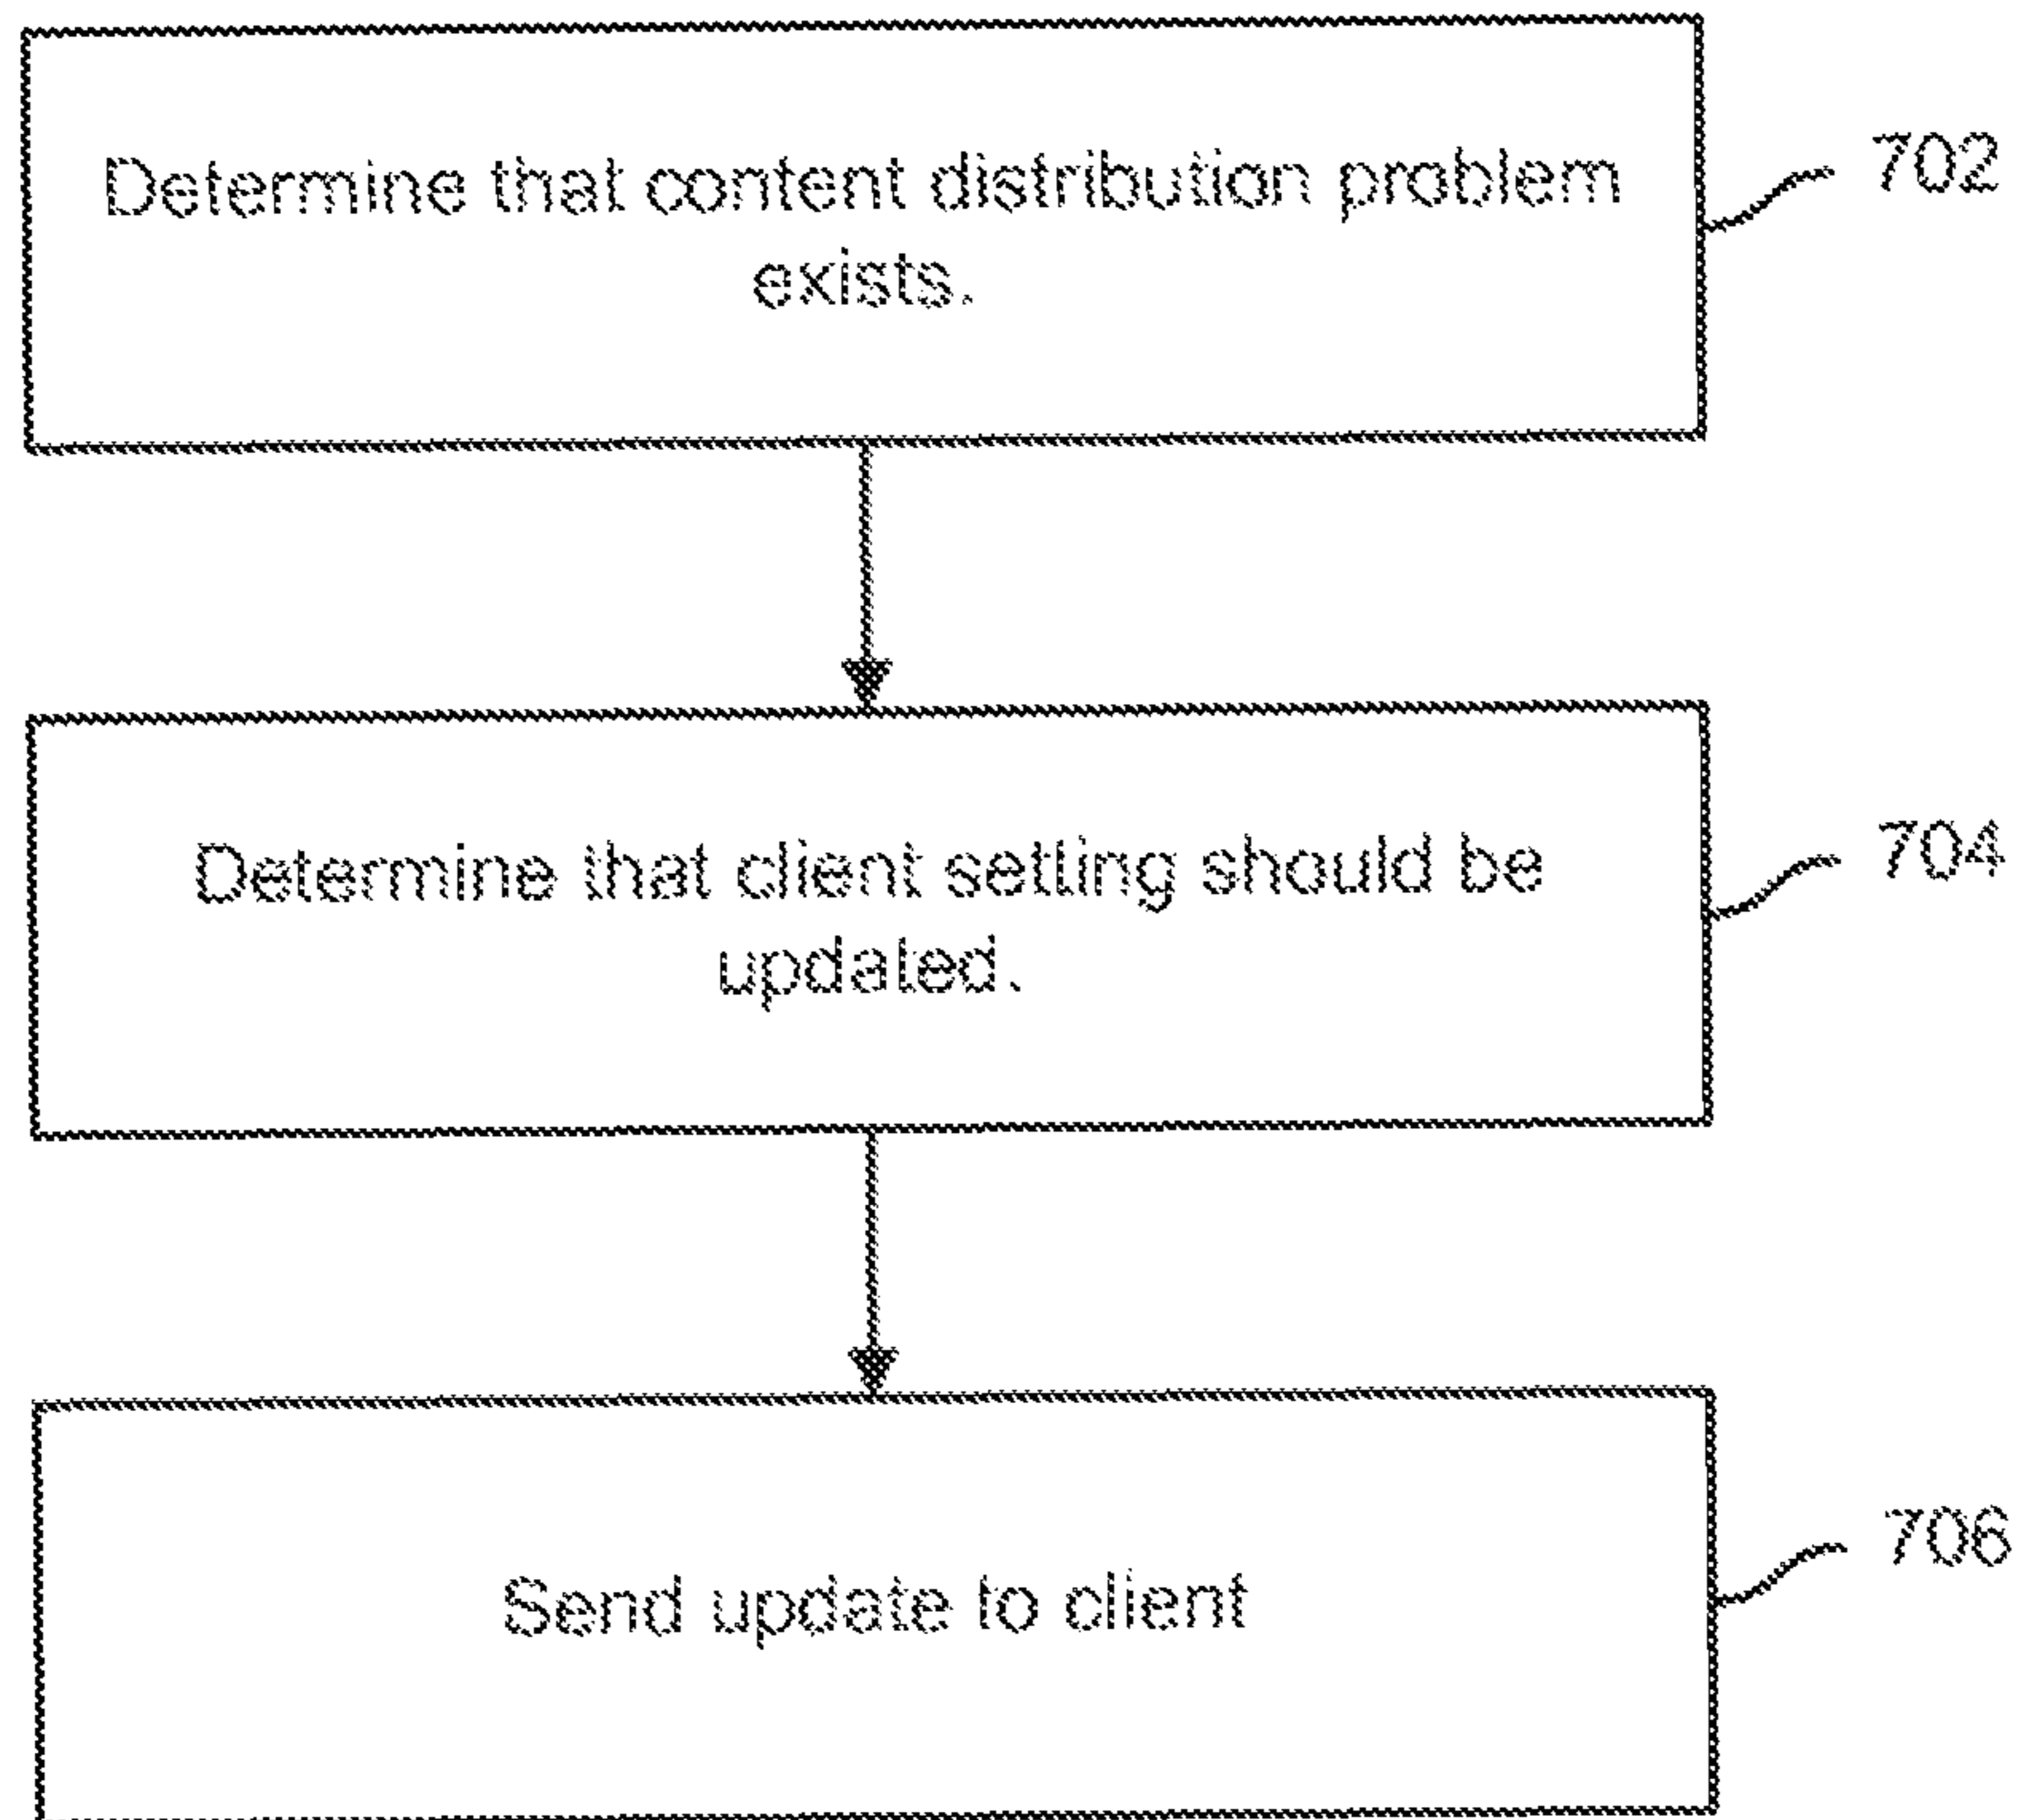 Determine that content distribution problem
exists.
702
Determine that client setting should be
updated.
704
Send update to client
706